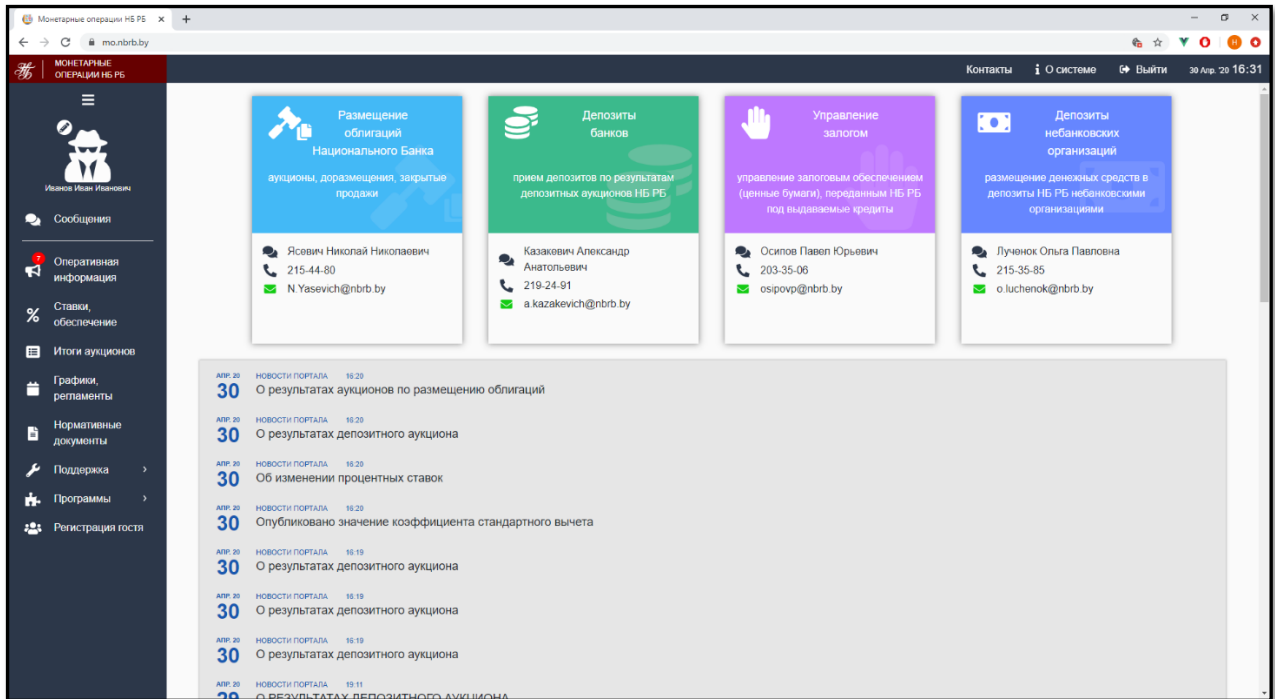 Монетарные операции НБ РБ
mo.nbrb.by
МОНЕТАРНЫЕ
ОПЕРАЦИИ НБ РБ
Контакты
О системе
Выйти
30 Апр. '20 16:31
Иванов Иван Иванович
Сообщения
7
Оперативная
информация
Ставки,
обеспечение
Итоги аукционов
Графики,
регламенты
Нормативные
документы
Поддержка
Программы
Регистрация гостя
Размещение
облигаций
Национального Банка
аукционы, доразмещения, закрытые
продажи
Ясевич Николай Николаевич
215-44-80
N.Yasevich@nbrb.by
Депозиты
банков
прием депозитов по результатам
депозитных аукционов НБ РБ
Казакевич Александр
Анатольевич
219-24-91
a.kazakevich@nbrb.by
Управление
залогом
управление залоговым обеспечением
(ценные бумаги), переданным НБ РБ
под выдаваемые кредиты
Осипов Павел Юрьевич
203-35-06
osipovp@nbrb.by
Депозиты
небанковских
организаций
размещение денежных средств в
депозиты НБ РБ небанковскими
организациями
Лученок Ольга Павловна
215-35-85
o.luchenok@nbrb.by
АПР. 20 НОВОСТИ ПОРТАЛА 16:20
30 О результатах аукционов по размещению облигаций
АПР. 20 НОВОСТИ ПОРТАЛА 16:20
30 О результатах депозитного аукциона
АПР. 20 НОВОСТИ ПОРТАЛА 16:20
30 Об изменении процентных ставок
АПР. 20 НОВОСТИ ПОРТАЛА 16:20
30 Опубликовано значение коэффициента стандартного вычета
АПР. 20 НОВОСТИ ПОРТАЛА 16:19
30 О результатах депозитного аукциона
АПР. 20 НОВОСТИ ПОРТАЛА 16:19
30 О результатах депозитного аукциона
АПР. 20 НОВОСТИ ПОРТАЛА 16:19
30 О результатах депозитного аукциона
АПР. 20 НОВОСТИ ПОРТАЛА 19:11
29 О РЕЗУЛЬТАТАХ ДЕПОЗИТНОГО АУКЦИОНА